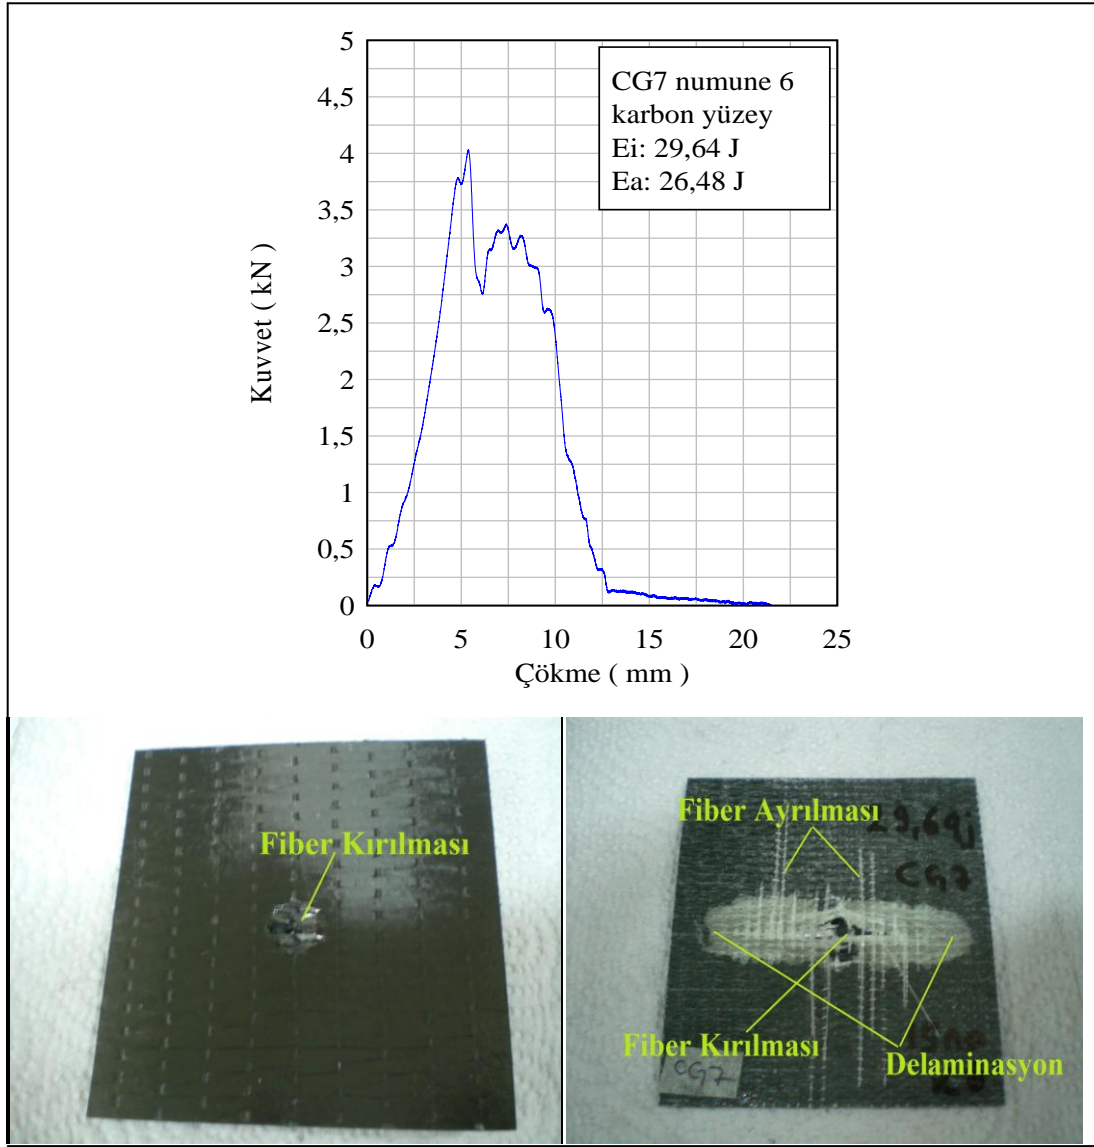 5
4,5
4
3,5
3
2,5
2
1,5
1
0,5
0
Kuvvet ( kN )
CG7 numune 6
karbon yüzey
Ei: 29,64 J
Ea: 26,48 J
0 5 10 15 20 25
Çökme ( mm )
Fiber Kırılması
Fiber Ayrılması
29,64j
CG7
Fiber Kırılması
Delaminasyon
CG7